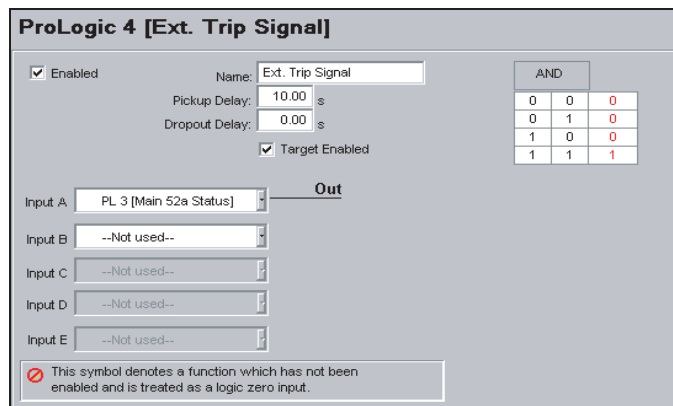 ProLogic 4 [Ext. Trip Signal]
Enabled
Name: Ext. Trip Signal
Pickup Delay: 10.00 s
Dropout Delay: 0.00 s
Target Enabled
AND
0 0 0
0 1 0
1 0 0
1 1 1
Input A PL 3 [Main 52a Status] Out
Input B --Not used--
Input C --Not used--
Input D --Not used--
Input E --Not used--
This symbol denotes a function which has not been
enabled and is treated as a logic zero input.